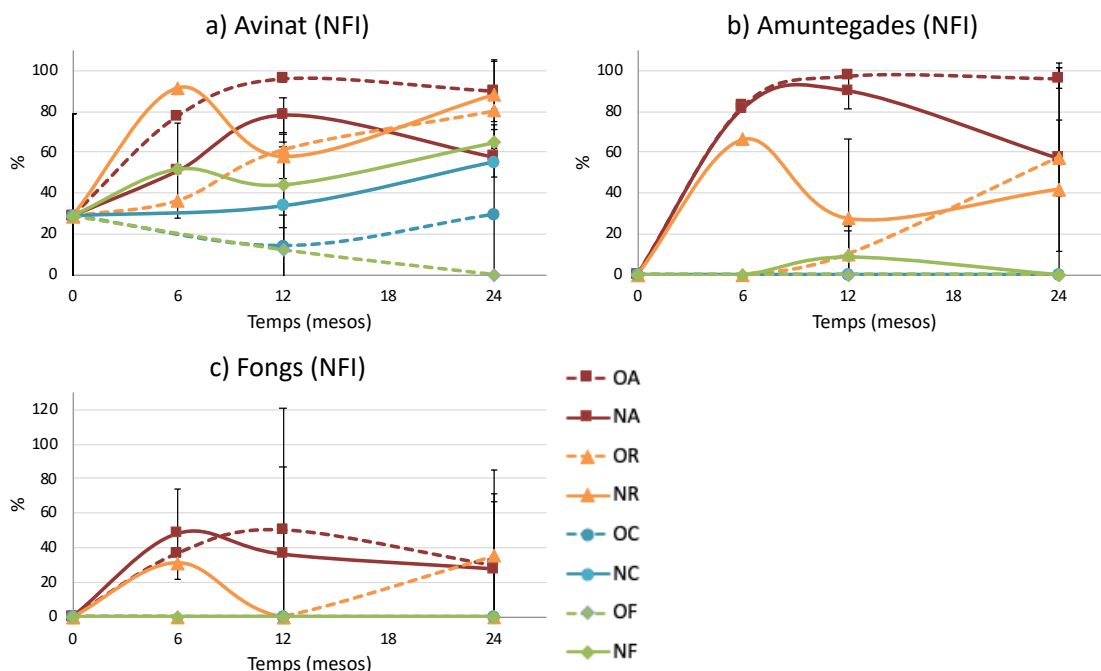 a) Avinat (NFI)
100
80
60
40
20
0
%
0 6 12 18 24
Temps (mesos)
b) Amuntegades (NFI)
100
80
60
40
20
0
%
0 6 12 18 24
Temps (mesos)
c) Fongs (NFI)
120
100
80
60
40
20
0
%
0 6 12 18 24
Temps (mesos)
OA
NA
OR
NR
OC
NC
OF
NF